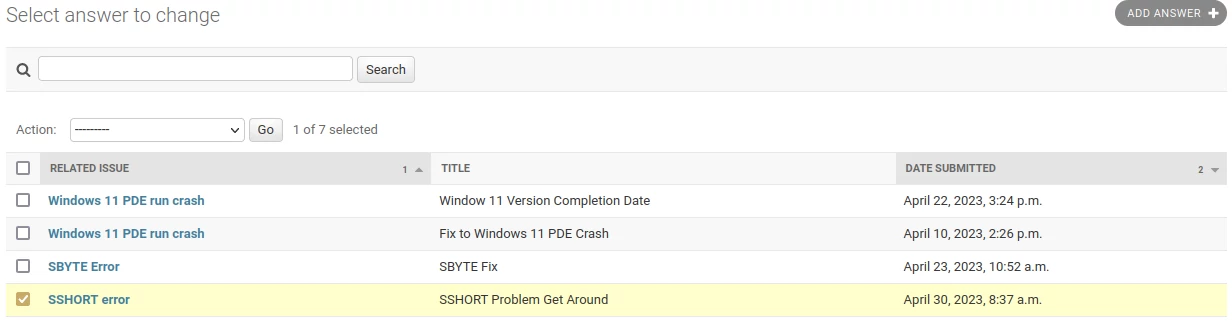 Select answer to change
ADD ANSWER +
Search
Action: --------- Go 1 of 7 selected
RELATED ISSUE 1 TITLE DATE SUBMITTED 2
Windows 11 PDE run crash Window 11 Version Completion Date April 22, 2023, 3:24 p.m.
Windows 11 PDE run crash Fix to Windows 11 PDE Crash April 10, 2023, 2:26 p.m.
SBYTE Error SBYTE Fix April 23, 2023, 10:52 a.m.
SSHORT error SSHORT Problem Get Around April 30, 2023, 8:37 a.m.